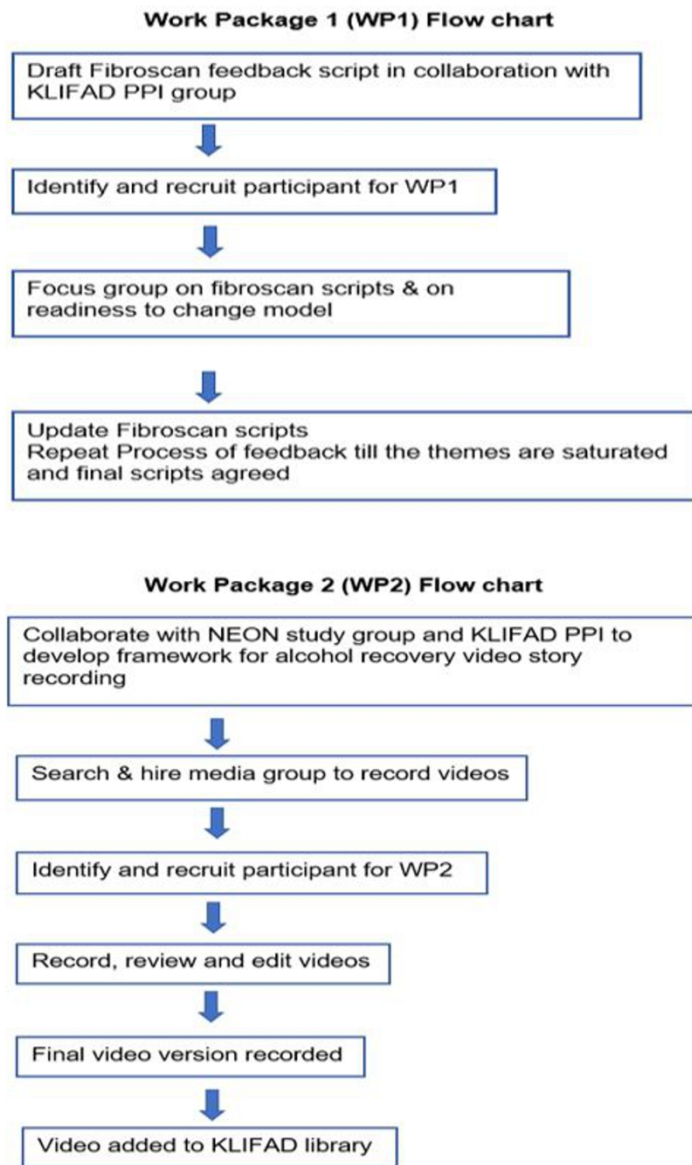 Work Package 1 (WP1) Flow chart
Draft Fibroscan feedback script in collaboration with
KLIFAD PPI group
Identify and recruit participant for WP1
Focus group on fibroscan scripts & on
readiness to change model
Update Fibroscan scripts
Repeat Process of feedback till the themes are saturated
and final scripts agreed
Work Package 2 (WP2) Flow chart
Collaborate with NEON study group and KLIFAD PPI to
develop framework for alcohol recovery video story
recording
Search & hire media group to record videos
Identify and recruit participant for WP2
Record, review and edit videos
Final video version recorded
Video added to KLIFAD library